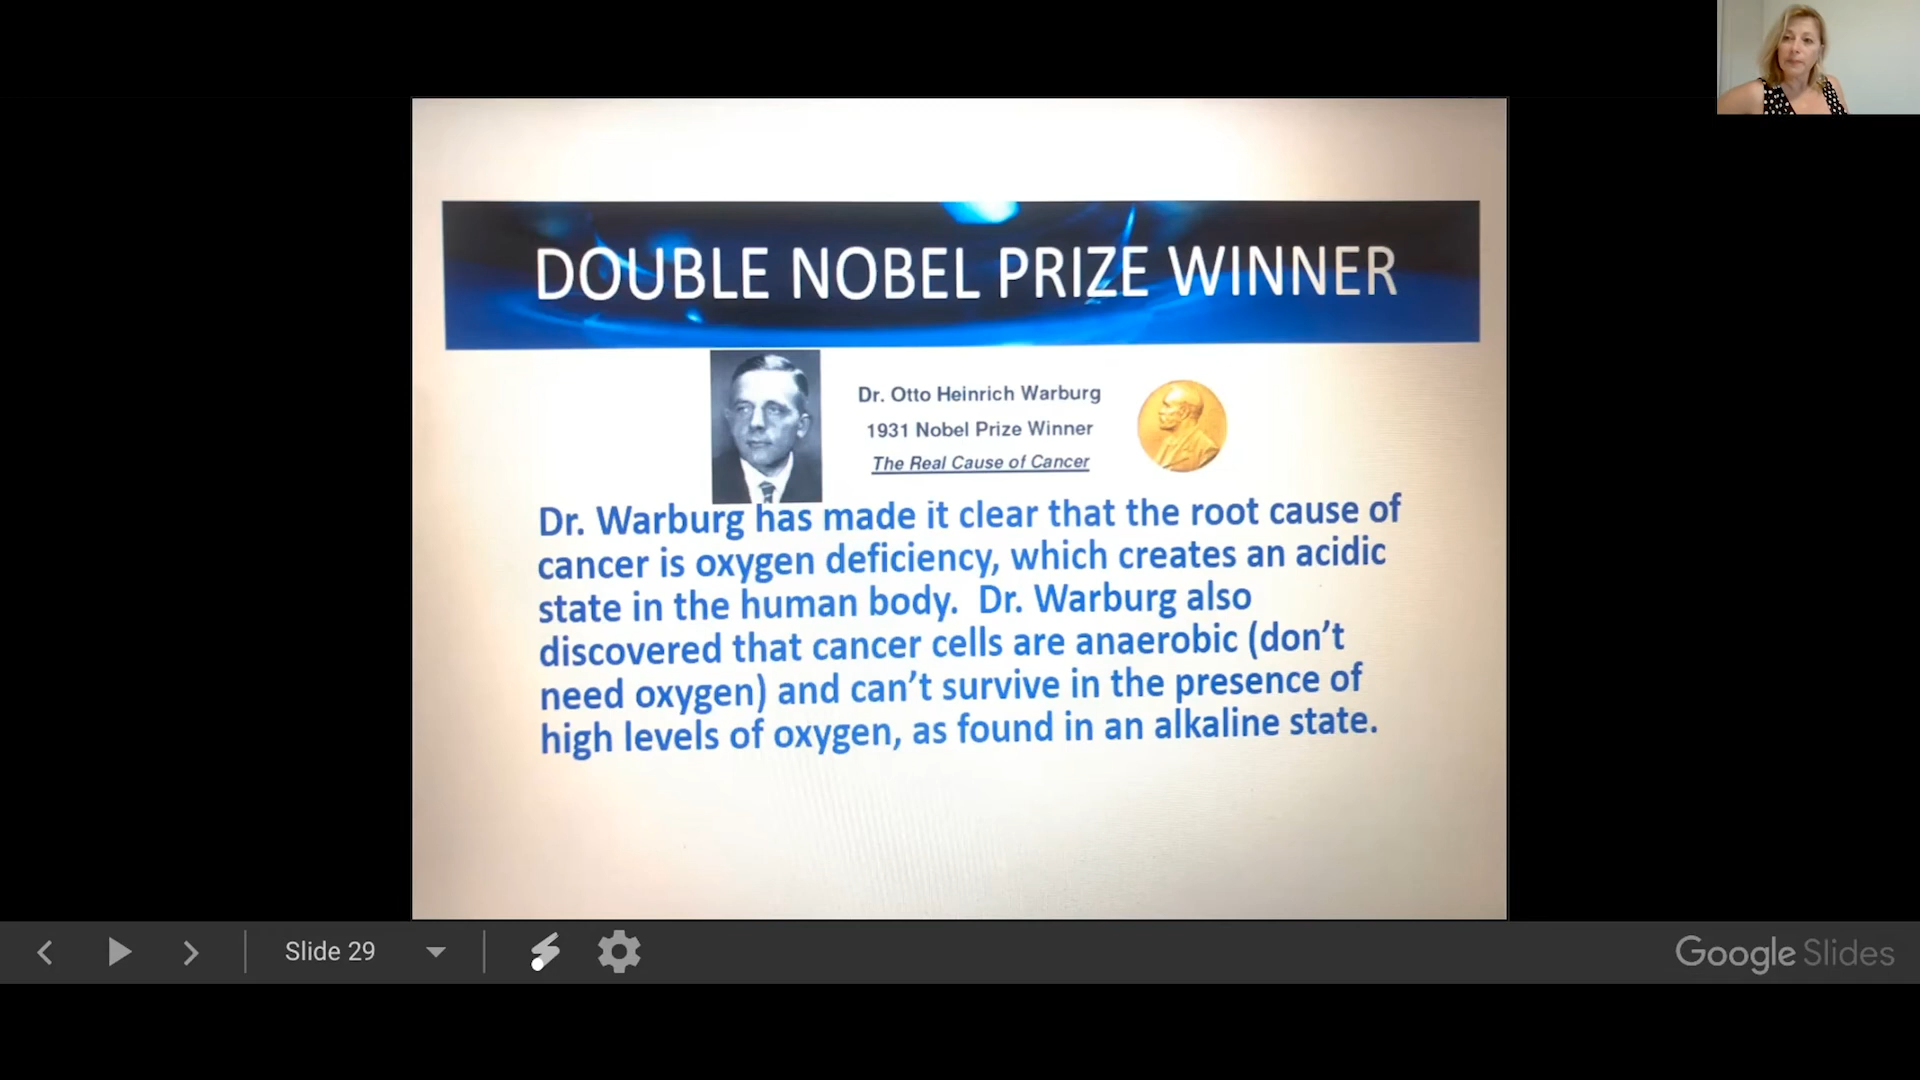 DOUBLE NOBEL PRIZE WINNER
Dr. Otto Heinrich Warburg
1931 Nobel Prize Winner
The Real Cause of Cancer
Dr. Warburg has made it clear that the root cause of
cancer is oxygen deficiency, which creates an acidic
state in the human body. Dr. Warburg also
discovered that cancer cells are anaerobic (don't
need oxygen) and can't survive in the presence of
high levels of oxygen, as found in an alkaline state.
Slide 29
Google Slides